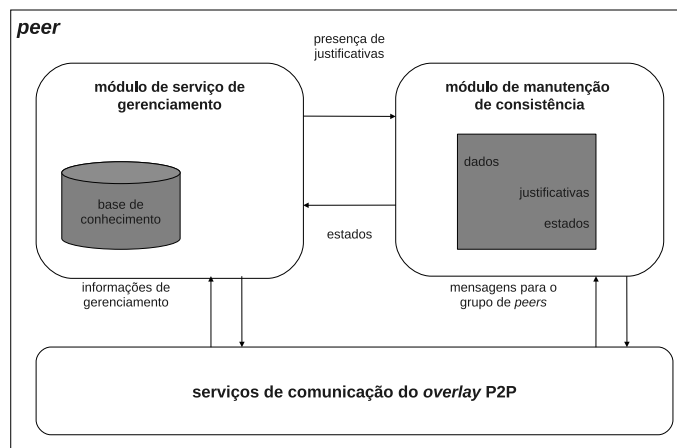 peer
presença de
justificativas
módulo de serviço de
gerenciamento
módulo de manutenção
de consistência
base de
conhecimento
dados
justificativas
estados
estados
informações de
gerenciamento
mensagens para o
grupo de peers
serviços de comunicação do overlay P2P